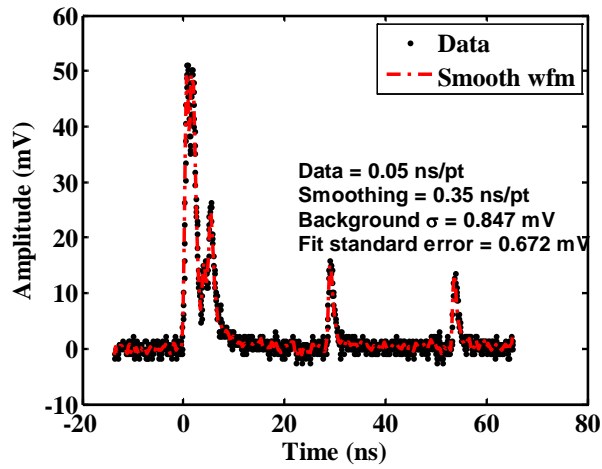 60
50
40
30
20
10
0
-10
-20
0
20
40
60
80
Amplitude (mV)
Time (ns)
Data
Smooth wfm
Data = 0.05 ns/pt
Smoothing = 0.35 ns/pt
Background σ = 0.847 mV
Fit standard error = 0.672 mV